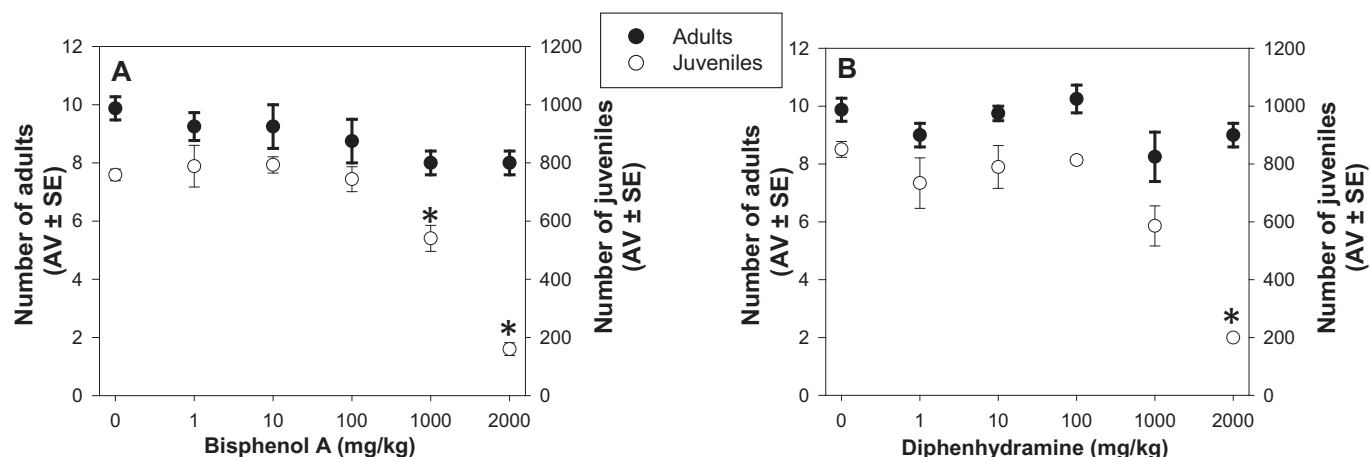 Adults
Juveniles
A
12
10
8
6
4
2
0
Number of adults
(AV ± SE)
1200
1000
800
600
400
200
0
Number of juveniles
(AV ± SE)
*
*
0 1 10 100 1000 2000
Bisphenol A (mg/kg)
B
12
10
8
6
4
2
0
Number of adults
(AV ± SE)
1200
1000
800
600
400
200
0
Number of juveniles
(AV ± SE)
*
0 1 10 100 1000 2000
Diphenhydramine (mg/kg)